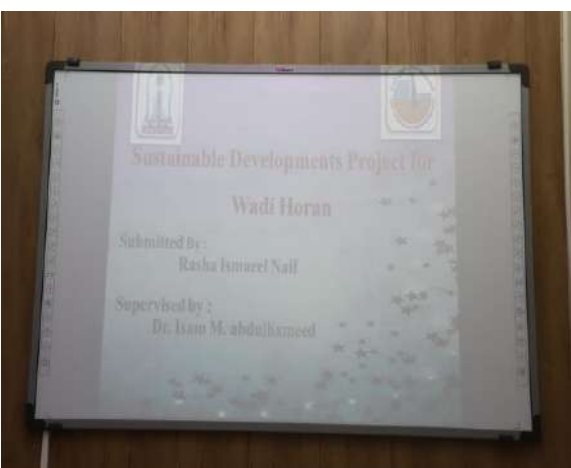 Sustainable Developments Project for
Wadi Horan
Submitted By :
Rasha Ismaeel Naif
Supervised by :
Dr. Isam M. abdulhameed